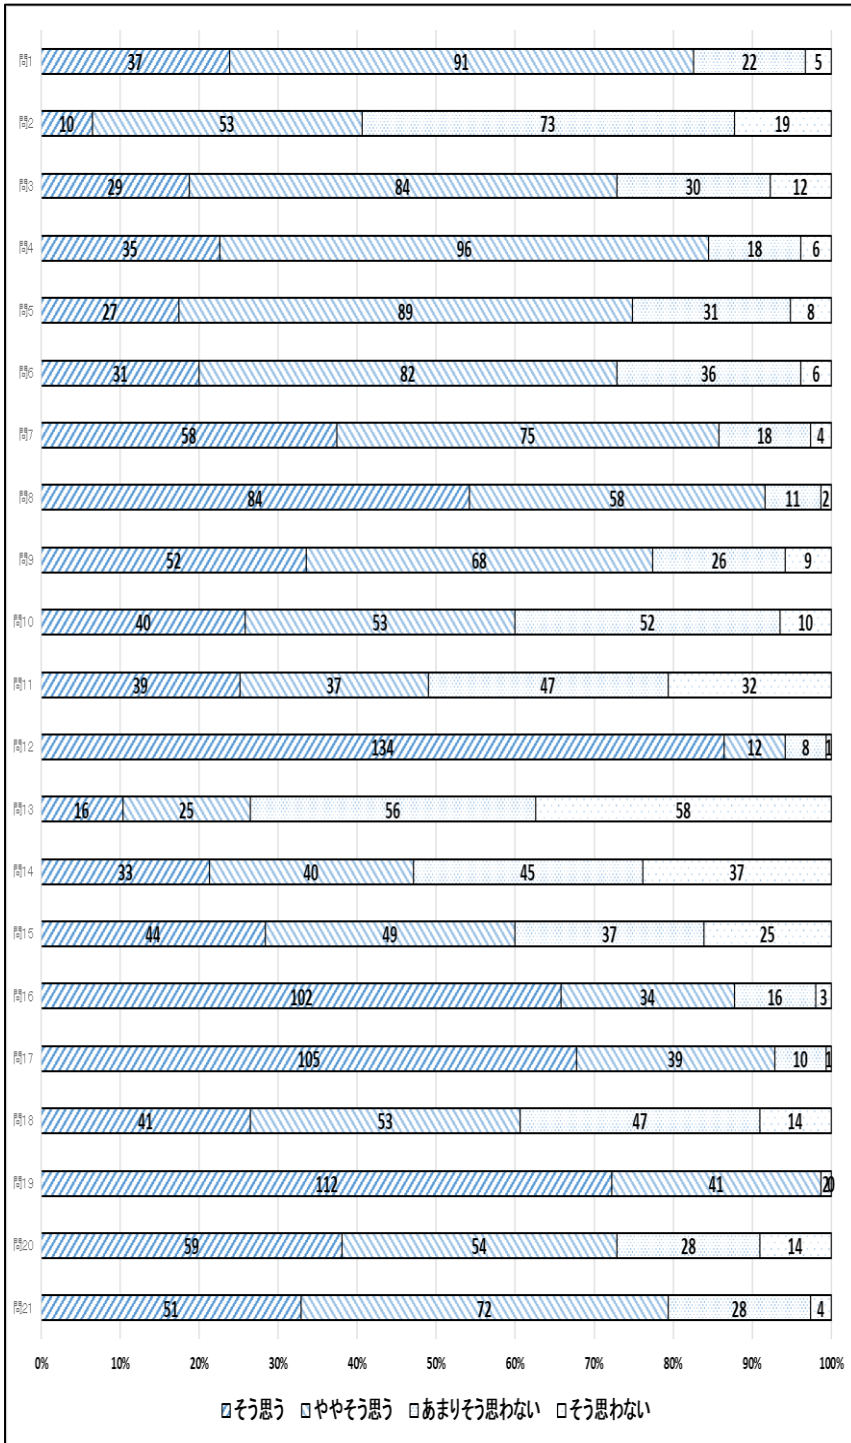 問1 37 91 22 5
問2 10 53 73 19
問3 29 84 30 12
問4 35 96 18 6
問5 27 89 31 8
問6 31 82 36 6
問7 58 75 18 4
問8 84 58 11 2
問9 52 68 26 9
問10 40 53 52 10
問11 39 37 47 32
問12 134 12 8 1
問13 16 25 56 58
問14 33 40 45 37
問15 44 49 37 25
問16 102 34 16 3
問17 105 39 10 1
問18 41 53 47 14
問19 112 41 2 0
問20 59 54 28 14
問21 51 72 28 4
0% 10% 20% 30% 40% 50% 60% 70% 80% 90% 100%
そう思う ややそう思う あまりそう思わない そう思わない